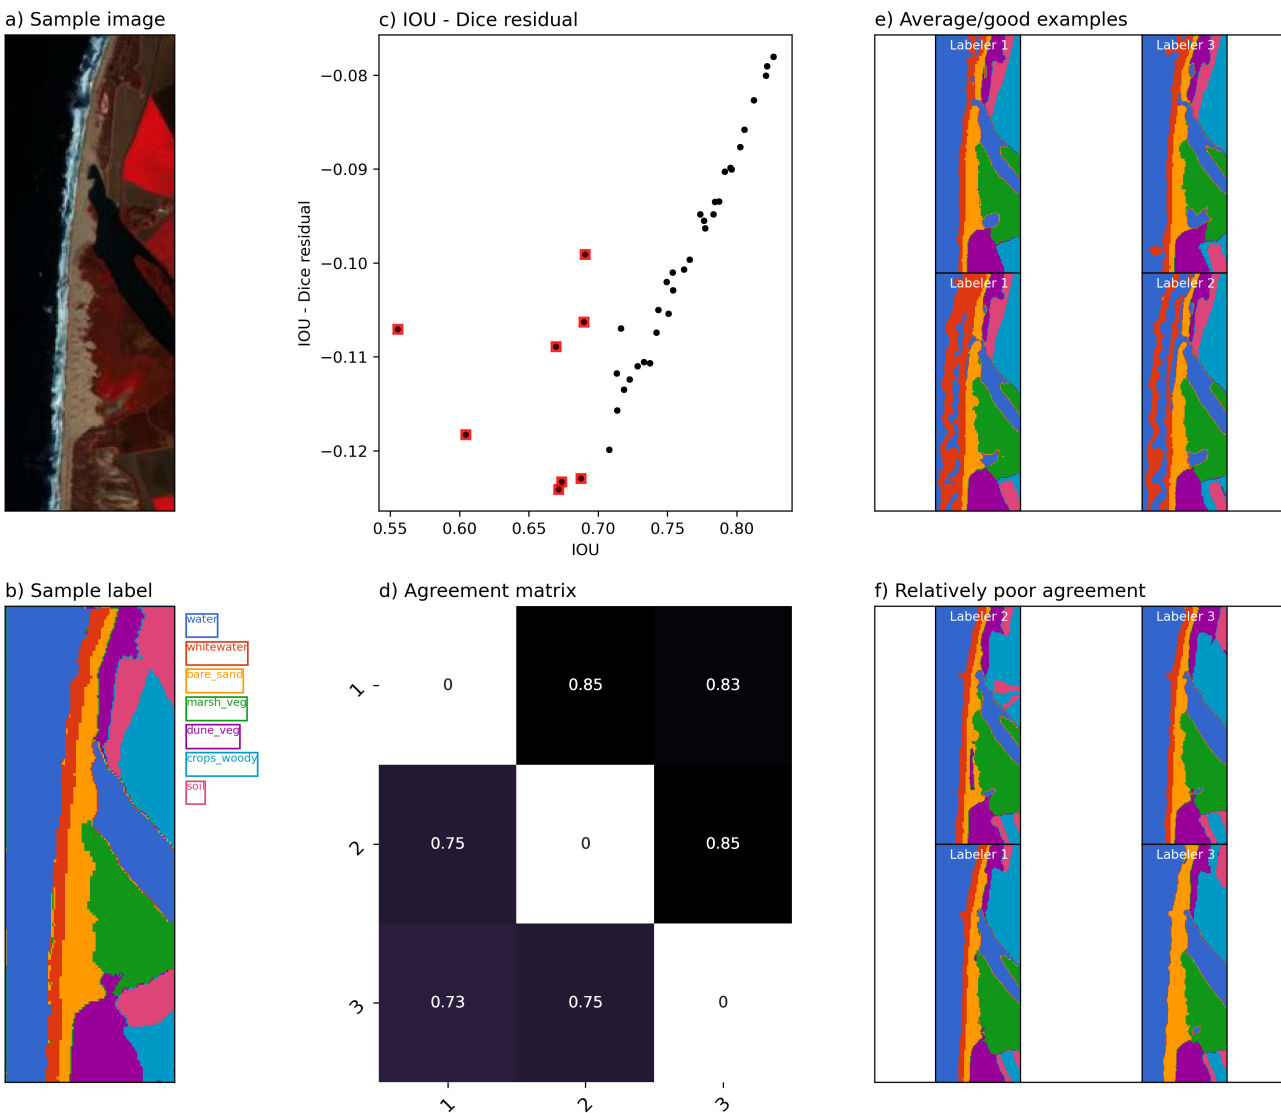 a) Sample image
c) IOU - Dice residual
e) Average/good examples
IOU - Dice residual
−0.08
−0.09
−0.10
−0.11
−0.12
0.55 0.60 0.65 0.70 0.75 0.80
IOU
Labeler 1
Labeler 3
Labeler 1
Labeler 2
b) Sample label
water
whitewater
bare_sand
marsh_veg
dune_veg
crops_woody
soil
d) Agreement matrix
1
0 0.85 0.83
2
0.75 0 0.85
3
0.73 0.75 0
1 2 3
f) Relatively poor agreement
Labeler 2
Labeler 3
Labeler 1
Labeler 3